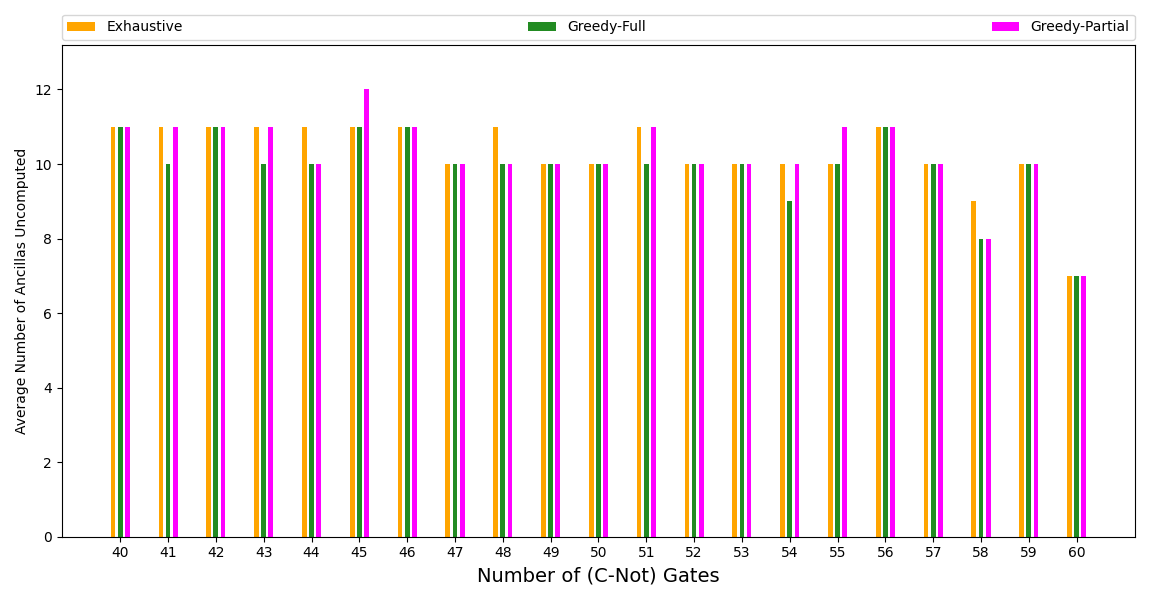 Exhaustive Greedy-Full Greedy-Partial
Average Number of Ancillas Uncomputed
12
10
8
6
4
2
0
40 41 42 43 44 45 46 47 48 49 50 51 52 53 54 55 56 57 58 59 60
Number of (C-Not) Gates